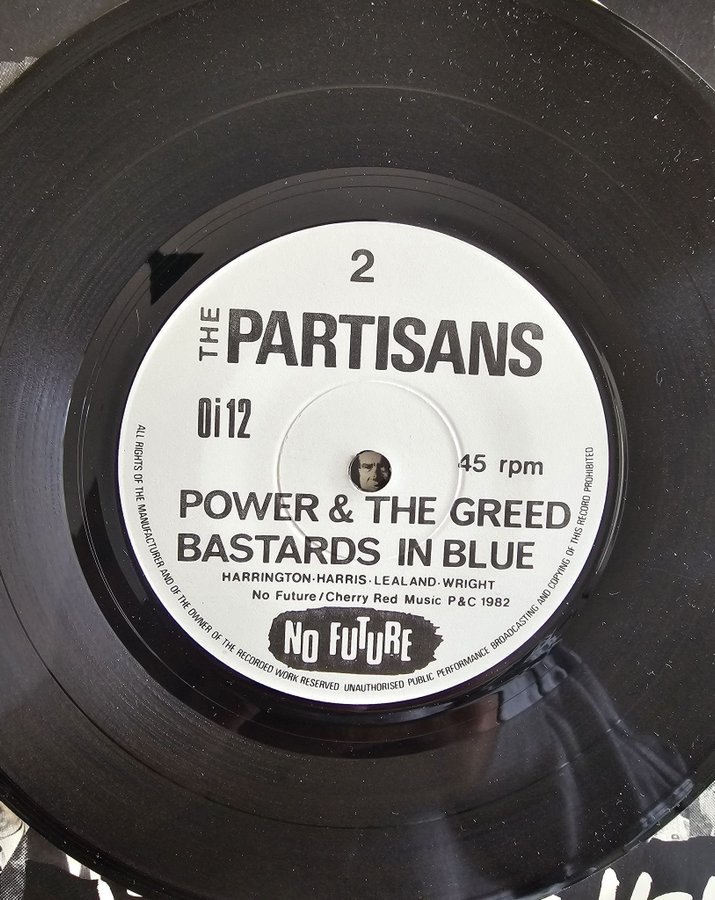 2
THE PARTISANS
Oi 12
45 rpm
POWER & THE GREED
BASTARDS IN BLUE
HARRINGTON·HARRIS·LEALAND·WRIGHT
No Future/Cherry Red Music P&C 1982
NO FUTURE
ALL RIGHTS OF THE MANUFACTURER AND OF THE OWNER OF THE RECORDED WORK RESERVED UNAUTHORISED PUBLIC PERFORMANCE BROADCASTING AND COPYING OF THIS RECORD PROHIBITED